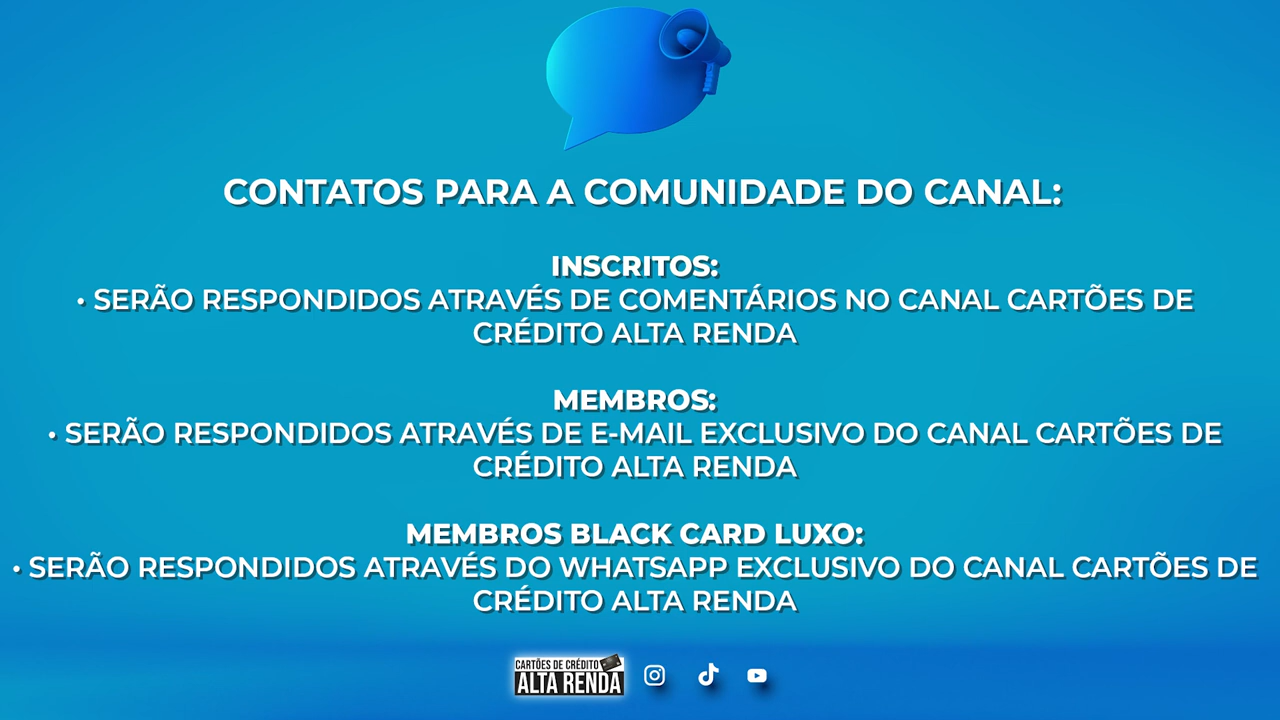 CONTATOS PARA A COMUNIDADE DO CANAL:
INSCRITOS:
• SERÃO RESPONDIDOS ATRAVÉS DE COMENTÁRIOS NO CANAL CARTÕES DE
CRÉDITO ALTA RENDA
MEMBROS:
• SERÃO RESPONDIDOS ATRAVÉS DE E-MAIL EXCLUSIVO DO CANAL CARTÕES DE
CRÉDITO ALTA RENDA
MEMBROS BLACK CARD LUXO:
• SERÃO RESPONDIDOS ATRAVÉS DO WHATSAPP EXCLUSIVO DO CANAL CARTÕES DE
CRÉDITO ALTA RENDA
CARTÕES DE CRÉDITO
ALTA RENDA